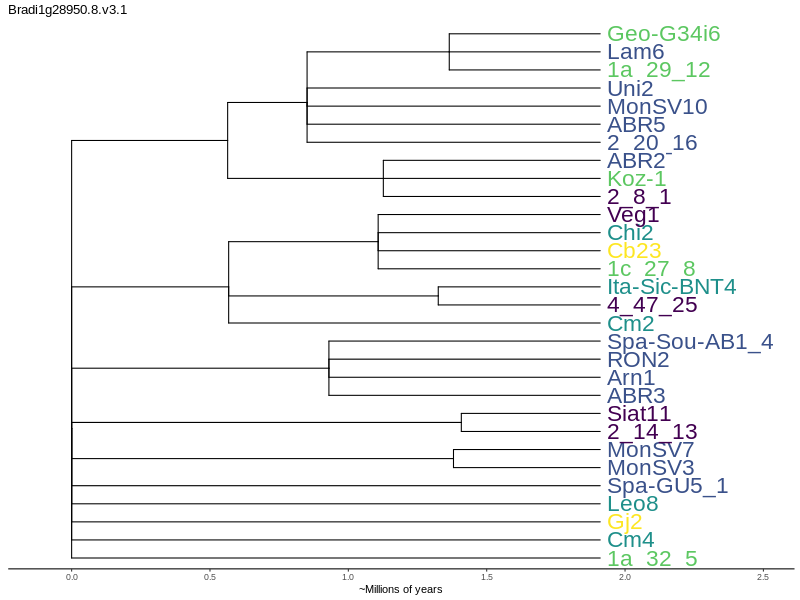 Bradi1g28950.8.v3.1
Geo-G34i6
Lam6
1a_29_12
Uni2
MonSV10
ABR5
2_20_16
ABR2
Koz-1
2_8_1
Veg1
Chi2
Cb23
1c_27_8
Ita-Sic-BNT4
4_47_25
Cm2
Spa-Sou-AB1_4
RON2
Arn1
ABR3
Siat11
2_14_13
MonSV7
MonSV3
Spa-GU5_1
Leo8
Gj2
Cm4
1a_32_5
0.0 0.5 1.0 1.5 2.0 2.5
~Millions of years